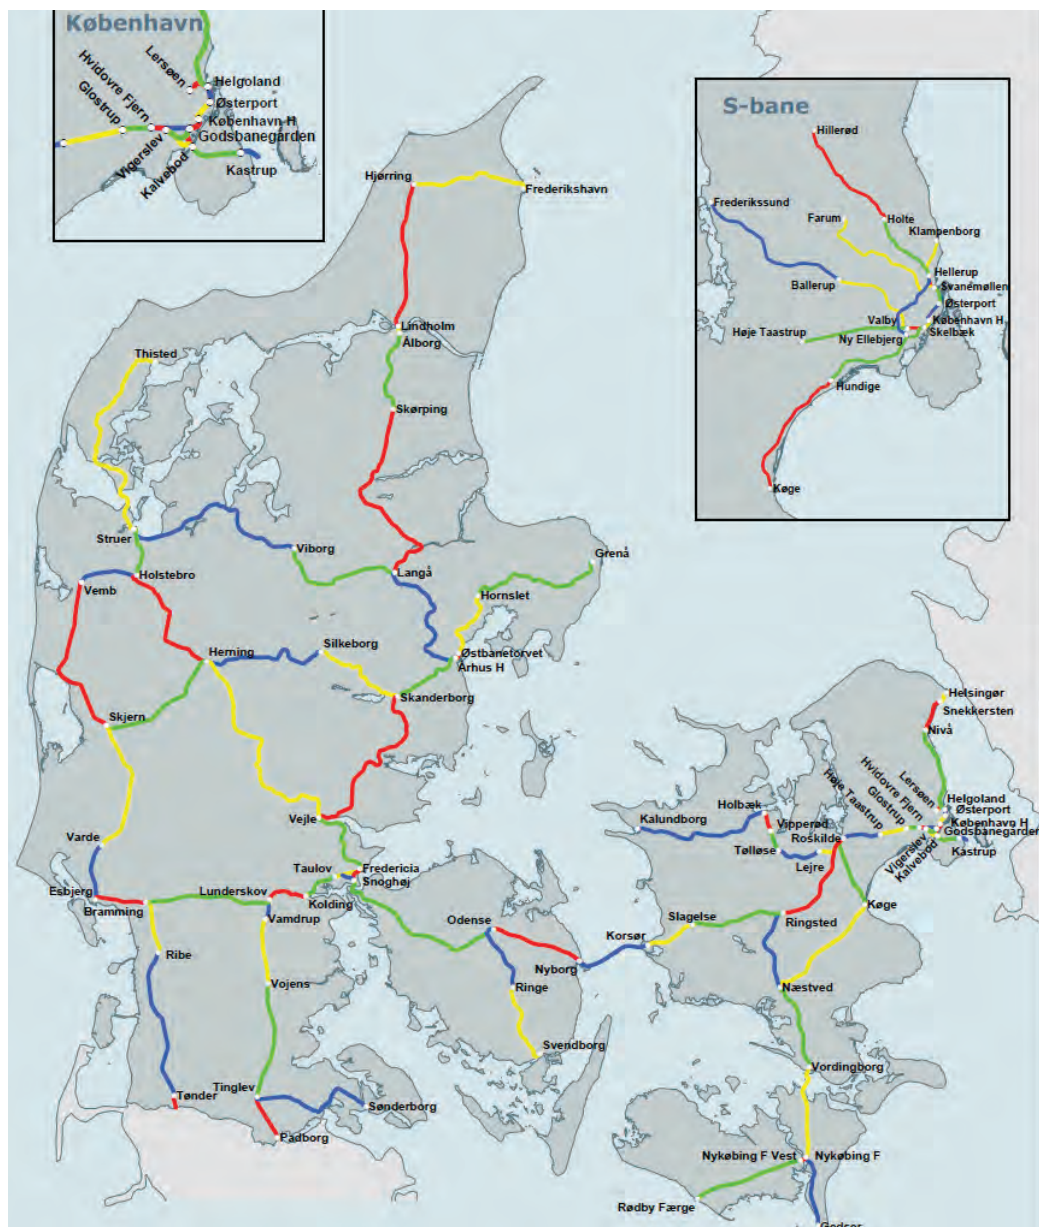 København
Lersøen
Hvidovre Fjern
Glostrup
Helgoland
Østerport
København H
Godsbanegården
Vigerslev
Kalvebod
Kastrup
S-bane
Hillerød
Frederikssund
Farum
Holte
Klampenborg
Hellerup
Svanemøllen
Ballerup
Østerport
Valby
København H
Høje Taastrup
Ny Ellebjerg
Skelbæk
Hundige
Køge
Hjørring
Frederikshavn
Lindholm
Ålborg
Thisted
Skørping
Struer
Viborg
Grenå
Holstebro
Langå
Vemb
Hornslet
Herning
Silkeborg
Østbanetorvet
Århus H
Skanderborg
Skjern
Helsingør
Snekkersten
Nivå
Lersøen
Hvidovre Fjern
Glostrup
Høje Taastrup
Helgoland
Østerport
København H
Godsbanegården
Vigerslev
Kalvebod
Kastrup
Holbæk
Kalundborg
Vipperød
Roskilde
Tølløse
Lejre
Vejle
Varde
Taulov
Fredericia
Snoghøj
Esbjerg
Lunderskov
Bramming
Kolding
Vamdrup
Odense
Slagelse
Køge
Ringsted
Korsør
Ribe
Nyborg
Vojens
Ringe
Næstved
Svendborg
Vordingborg
Tinglev
Tønder
Sønderborg
Padborg
Nykøbing F Vest
Nykøbing F
Rødby Færge
Gedser